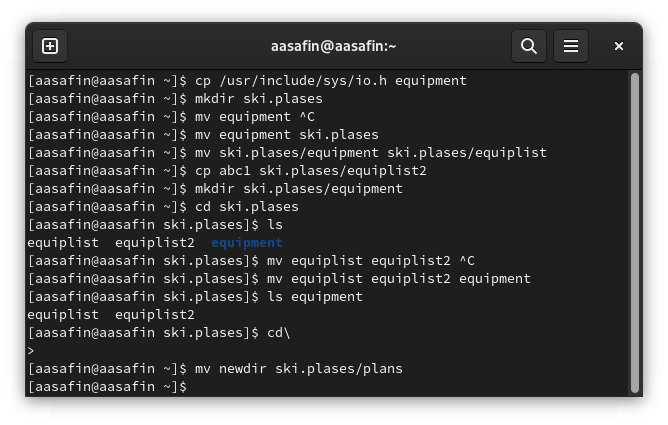 aasafin@aasafin:~
[aasafin@aasafin ~]$ cp /usr/include/sys/io.h equipment
[aasafin@aasafin ~]$ mkdir ski.plases
[aasafin@aasafin ~]$ mv equipment ^C
[aasafin@aasafin ~]$ mv equipment ski.plases
[aasafin@aasafin ~]$ mv ski.plases/equipment ski.plases/equiplist
[aasafin@aasafin ~]$ cp abc1 ski.plases/equiplist2
[aasafin@aasafin ~]$ mkdir ski.plases/equipment
[aasafin@aasafin ~]$ cd ski.plases
[aasafin@aasafin ski.plases]$ ls
equiplist  equiplist2  equipment
[aasafin@aasafin ski.plases]$ mv equiplist equiplist2 ^C
[aasafin@aasafin ski.plases]$ mv equiplist equiplist2 equipment
[aasafin@aasafin ski.plases]$ ls equipment
equiplist  equiplist2
[aasafin@aasafin ski.plases]$ cd\
>
[aasafin@aasafin ~]$ mv newdir ski.plases/plans
[aasafin@aasafin ~]$